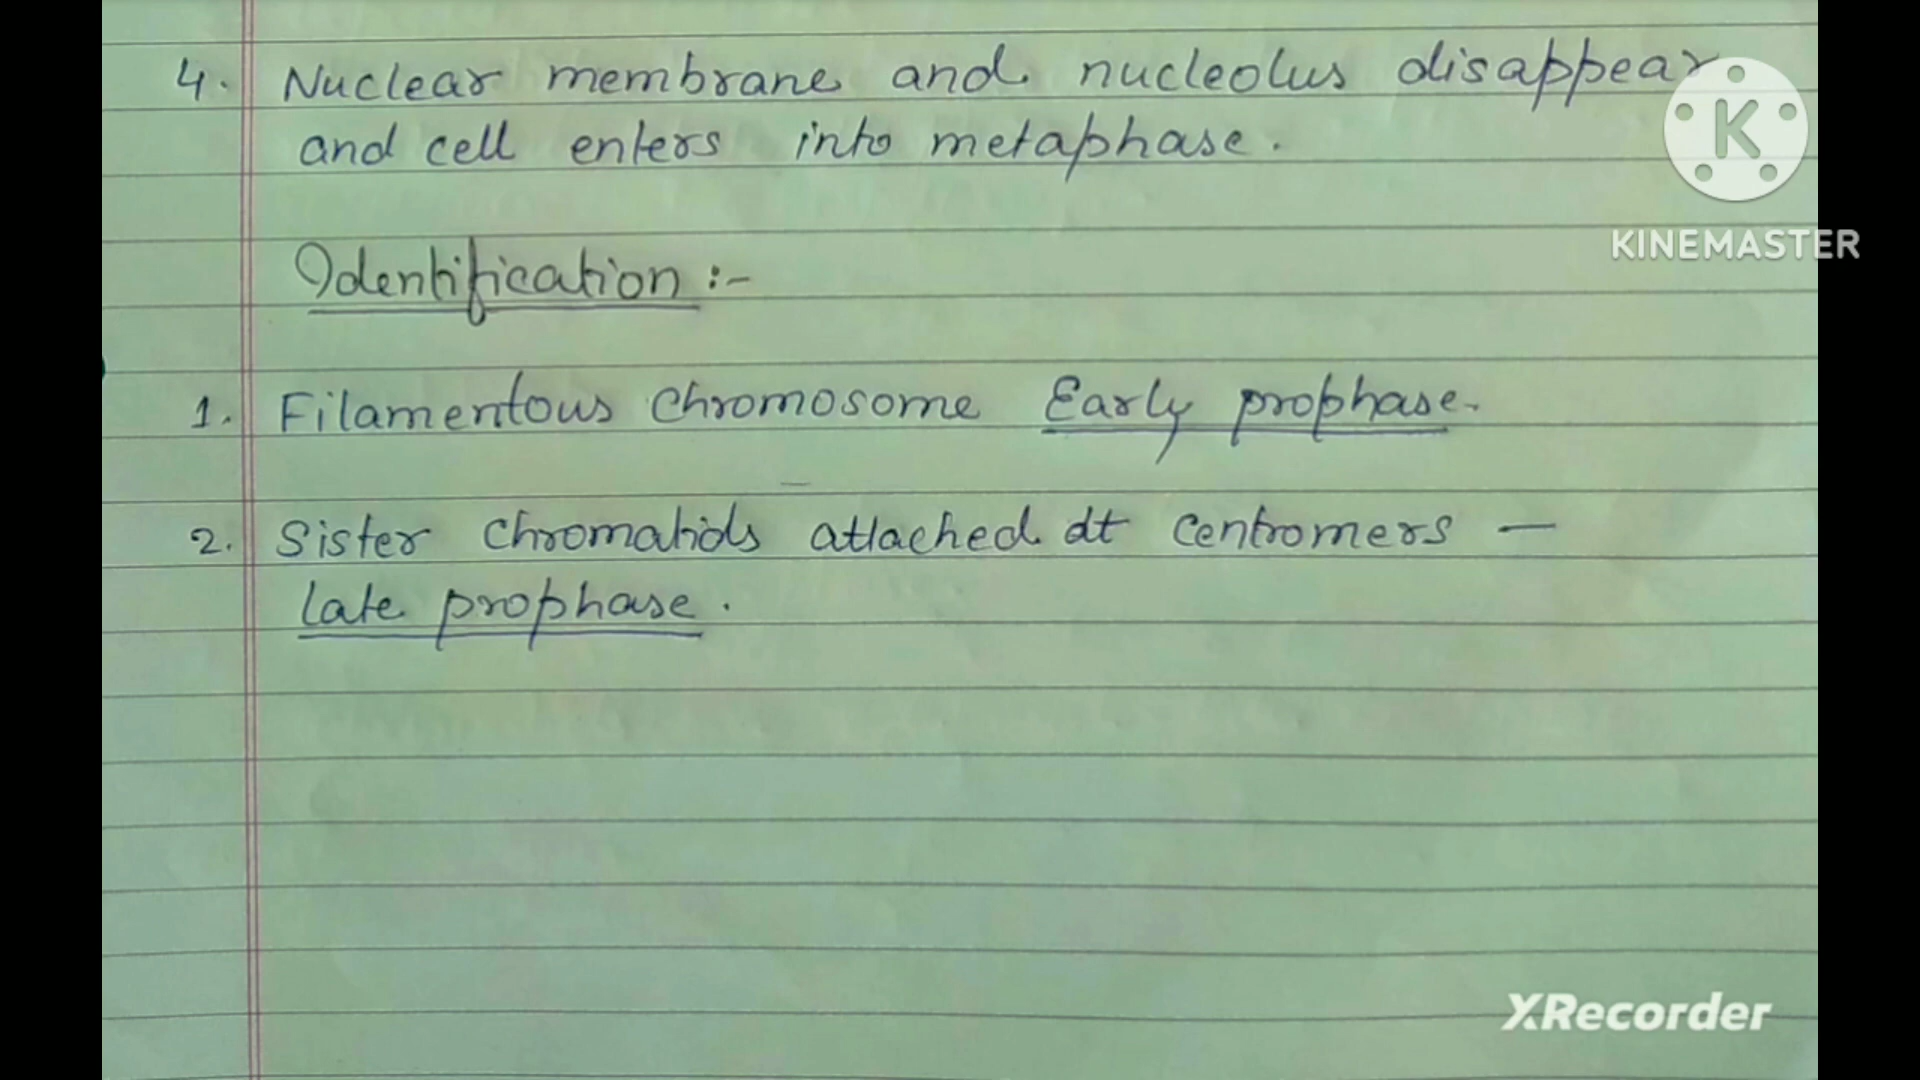 4. Nuclear membrane and nucleolus disappear
and cell enters into metaphase.
Identification :-
1. Filamentous Chromosome Early prophase.
2. Sister Chromatids attached at Centromers —
late prophase.
K
KINEMASTER
XRecorder